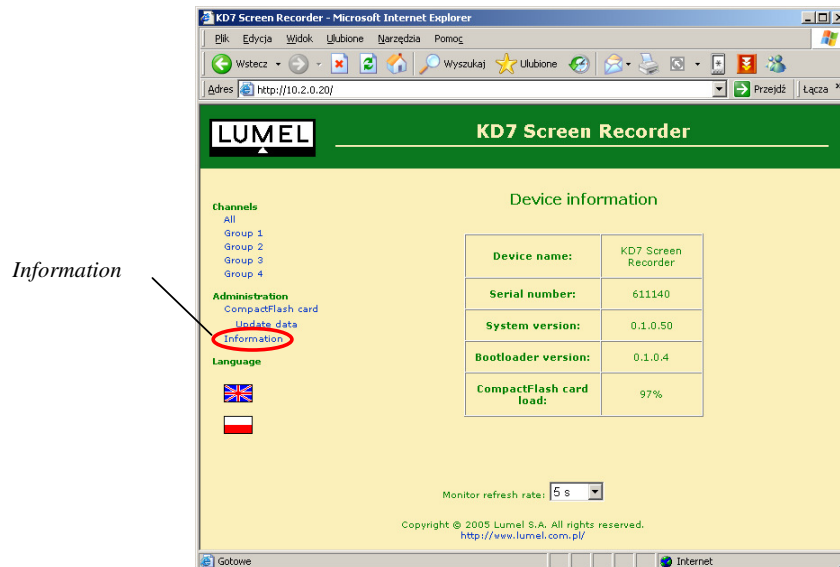 KD7 Screen Recorder - Microsoft Internet Explorer
Plik Edycja Widok Ulubione Narzędzia Pomoc
Wstecz Wyszukaj Ulubione
Adres http://10.2.0.20/ Przejdź Łącza »
LUMEL
KD7 Screen Recorder
Device information
Channels
All
Group 1
Group 2
Group 3
Group 4
Administration
CompactFlash card
Update data
Information
Language
Information
Device name: KD7 Screen
Recorder
Serial number: 611140
System version: 0.1.0.50
Bootloader version: 0.1.0.4
CompactFlash card
load: 97%
Monitor refresh rate: 5 s
Copyright © 2005 Lumel S.A. All rights reserved.
http://www.lumel.com.pl/
Gotowe Internet